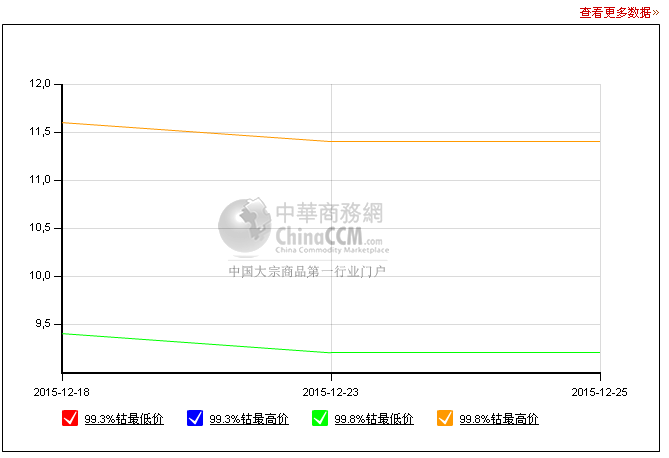 查看更多数据»
12,0
11,5
11,0
10,5
10,0
9,5
中華商務網
ChinaCCM.com
China Commodity Marketplace
中国大宗商品第一行业门户
2015-12-18 2015-12-23 2015-12-25
99.3%钴最低价 99.3%钴最高价 99.8%钴最低价 99.8%钴最高价